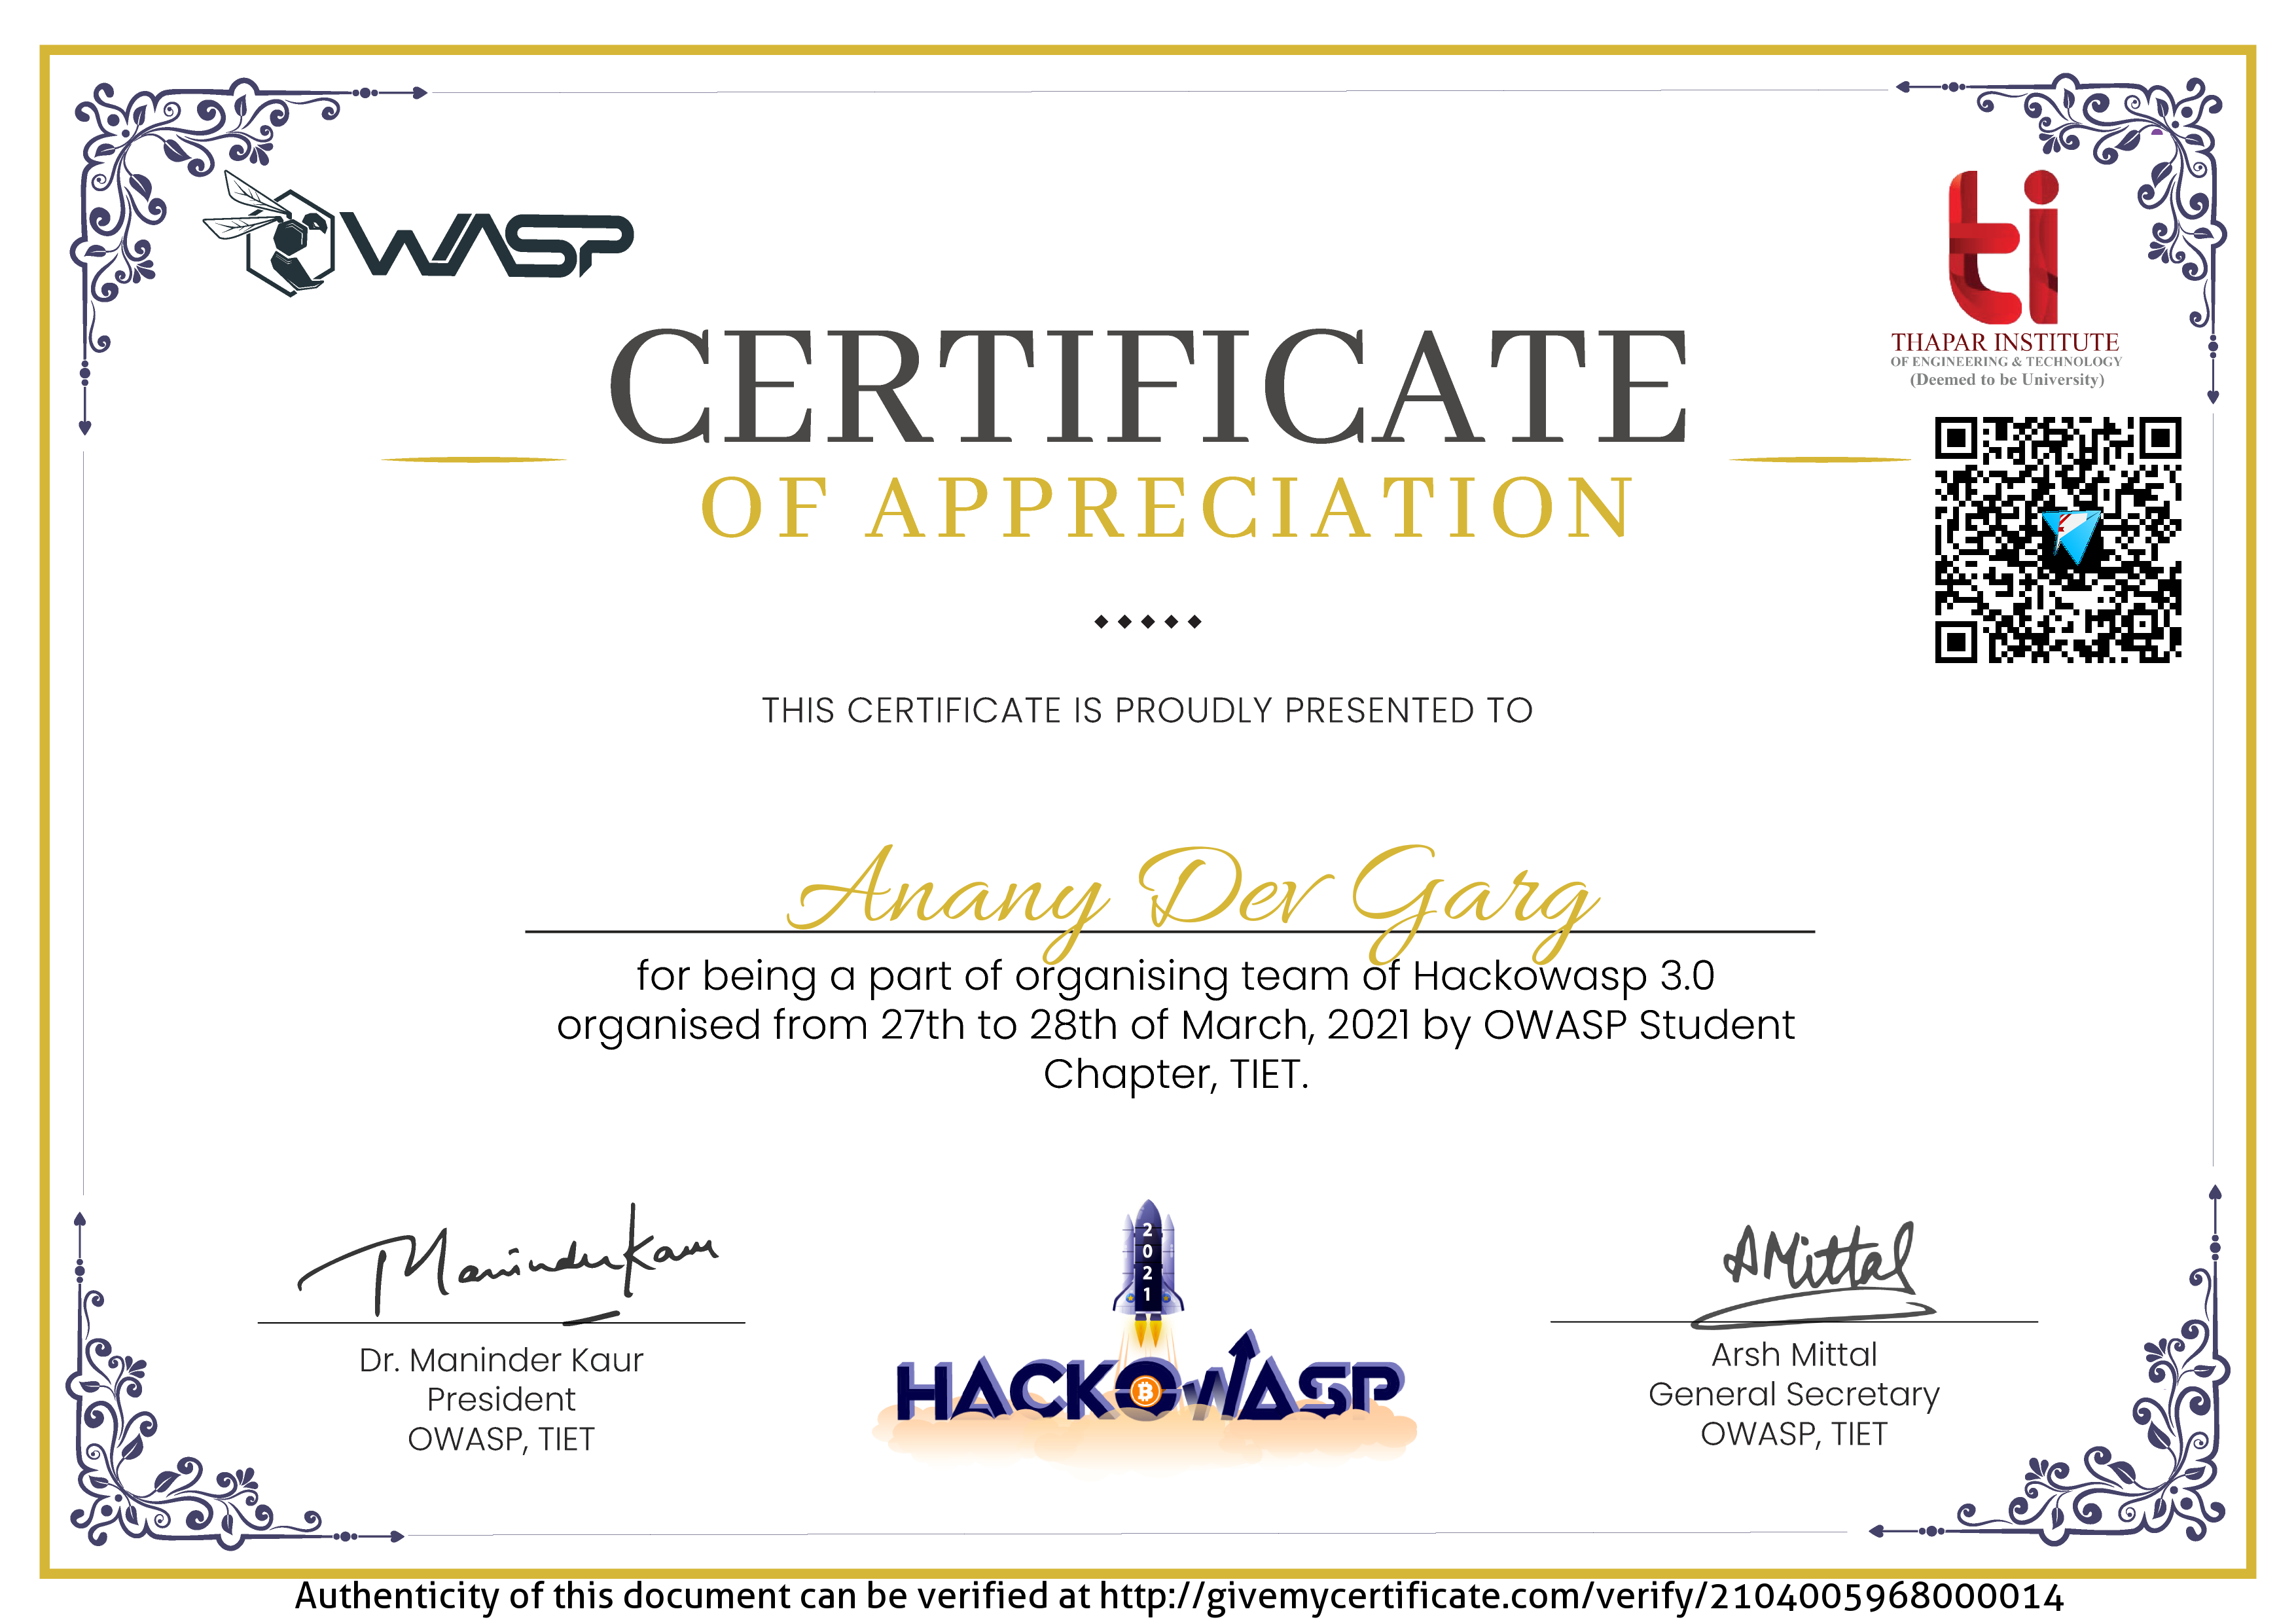 OWASP
ti
THAPAR INSTITUTE
OF ENGINEERING & TECHNOLOGY
(Deemed to be University)
CERTIFICATE
OF APPRECIATION
THIS CERTIFICATE IS PROUDLY PRESENTED TO
Anany Dev Garg
for being a part of organising team of Hackowasp 3.0
organised from 27th to 28th of March, 2021 by OWASP Student
Chapter, TIET.
Maninder Kaur
Dr. Maninder Kaur
President
OWASP, TIET
2021
HACKOWASP
AMittal
Arsh Mittal
General Secretary
OWASP, TIET
Authenticity of this document can be verified at http://givemycertificate.com/verify/2104005968000014